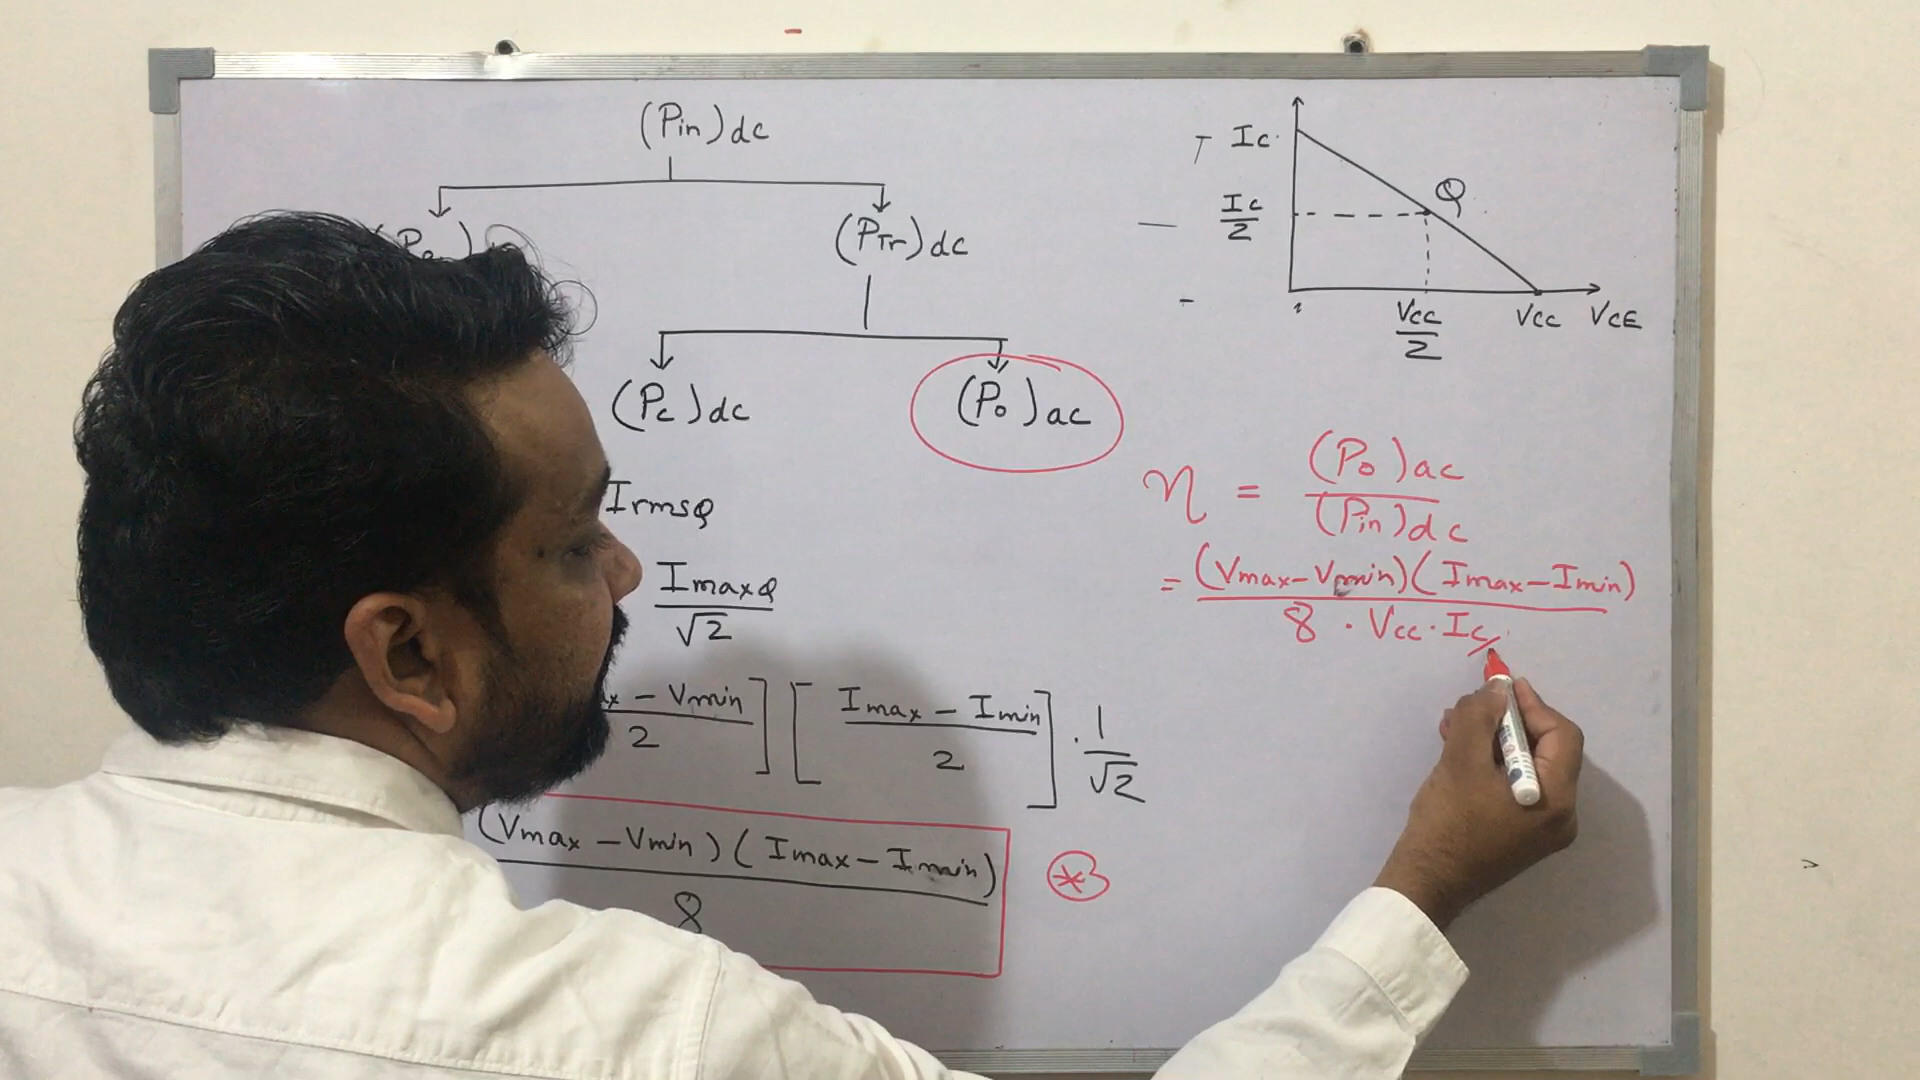 (Pin)dc
(PTr)dc
(Pc)dc
(Po)ac
IrmsQ
ImaxQ
√2
- Vmin] [Imax - Imin] . 1
2 2 √2
(Vmax - Vmin)(Imax - Imin)
8
*3
Ic
Ic
2
Q
Vcc
2
Vcc VCE
η = (Po)ac
(Pin)dc
= (Vmax - Vmin)(Imax - Imin)
8 . Vcc . Ic/